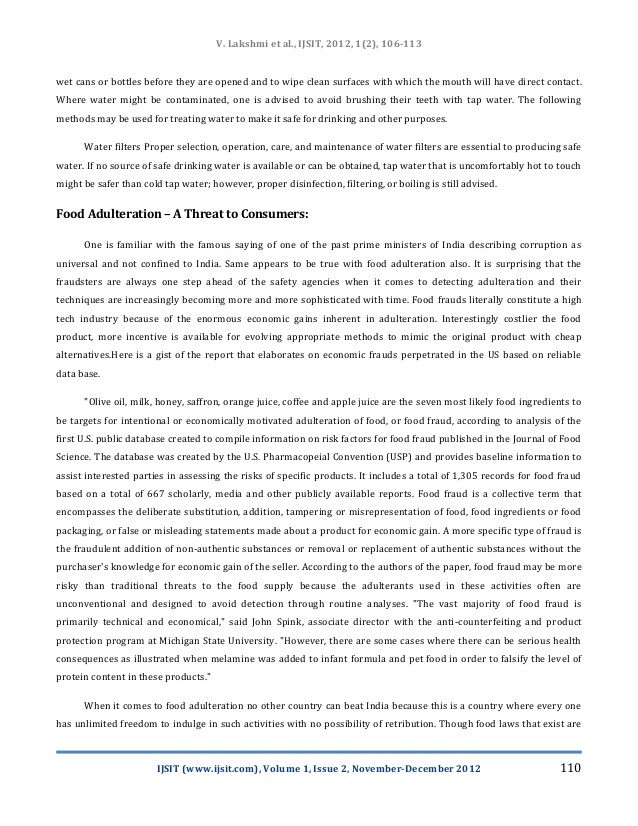 V. Lakshmi et al., IJSIT, 2012, 1(2), 106-113
wet cans or bottles before they are opened and to wipe clean surfaces with which the mouth will have direct contact.
Where water might be contaminated, one is advised to avoid brushing their teeth with tap water. The following
methods may be used for treating water to make it safe for drinking and other purposes.
Water filters Proper selection, operation, care, and maintenance of water filters are essential to producing safe
water. If no source of safe drinking water is available or can be obtained, tap water that is uncomfortably hot to touch
might be safer than cold tap water; however, proper disinfection, filtering, or boiling is still advised.
Food Adulteration – A Threat to Consumers:
One is familiar with the famous saying of one of the past prime ministers of India describing corruption as
universal and not confined to India. Same appears to be true with food adulteration also. It is surprising that the
fraudsters are always one step ahead of the safety agencies when it comes to detecting adulteration and their
techniques are increasingly becoming more and more sophisticated with time. Food frauds literally constitute a high
tech industry because of the enormous economic gains inherent in adulteration. Interestingly costlier the food
product, more incentive is available for evolving appropriate methods to mimic the original product with cheap
alternatives.Here is a gist of the report that elaborates on economic frauds perpetrated in the US based on reliable
data base.
"Olive oil, milk, honey, saffron, orange juice, coffee and apple juice are the seven most likely food ingredients to
be targets for intentional or economically motivated adulteration of food, or food fraud, according to analysis of the
first U.S. public database created to compile information on risk factors for food fraud published in the Journal of Food
Science. The database was created by the U.S. Pharmacopeial Convention (USP) and provides baseline information to
assist interested parties in assessing the risks of specific products. It includes a total of 1,305 records for food fraud
based on a total of 667 scholarly, media and other publicly available reports. Food fraud is a collective term that
encompasses the deliberate substitution, addition, tampering or misrepresentation of food, food ingredients or food
packaging, or false or misleading statements made about a product for economic gain. A more specific type of fraud is
the fraudulent addition of non-authentic substances or removal or replacement of authentic substances without the
purchaser's knowledge for economic gain of the seller. According to the authors of the paper, food fraud may be more
risky than traditional threats to the food supply because the adulterants used in these activities often are
unconventional and designed to avoid detection through routine analyses. "The vast majority of food fraud is
primarily technical and economical," said John Spink, associate director with the anti-counterfeiting and product
protection program at Michigan State University. "However, there are some cases where there can be serious health
consequences as illustrated when melamine was added to infant formula and pet food in order to falsify the level of
protein content in these products."
When it comes to food adulteration no other country can beat India because this is a country where every one
has unlimited freedom to indulge in such activities with no possibility of retribution. Though food laws that exist are
IJSIT (www.ijsit.com), Volume 1, Issue 2, November-December 2012
110